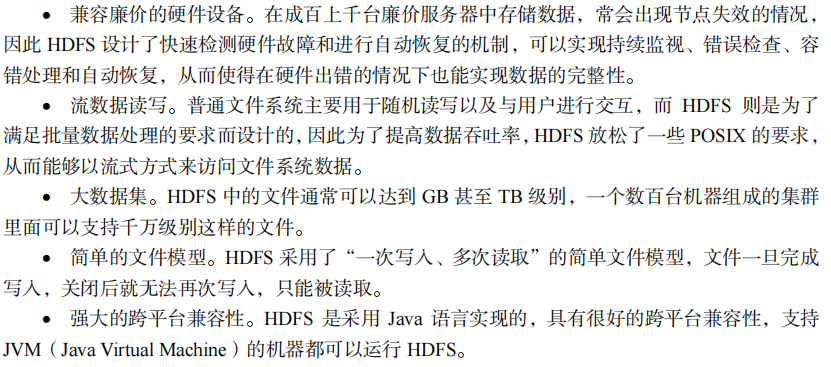 ● 兼容廉价的硬件设备。在成百上千台廉价服务器中存储数据，常会出现节点失效的情况，
因此 HDFS 设计了快速检测硬件故障和进行自动恢复的机制，可以实现持续监视、错误检查、容
错处理和自动恢复，从而使得在硬件出错的情况下也能实现数据的完整性。
● 流数据读写。普通文件系统主要用于随机读写以及与用户进行交互，而 HDFS 则是为了
满足批量数据处理的要求而设计的，因此为了提高数据吞吐率，HDFS 放松了一些 POSIX 的要求，
从而能够以流式方式来访问文件系统数据。
● 大数据集。HDFS 中的文件通常可以达到 GB 甚至 TB 级别，一个数百台机器组成的集群
里面可以支持千万级别这样的文件。
● 简单的文件模型。HDFS 采用了“一次写入、多次读取”的简单文件模型，文件一旦完成
写入，关闭后就无法再次写入，只能被读取。
● 强大的跨平台兼容性。HDFS 是采用 Java 语言实现的，具有很好的跨平台兼容性，支持
JVM（Java Virtual Machine）的机器都可以运行 HDFS。